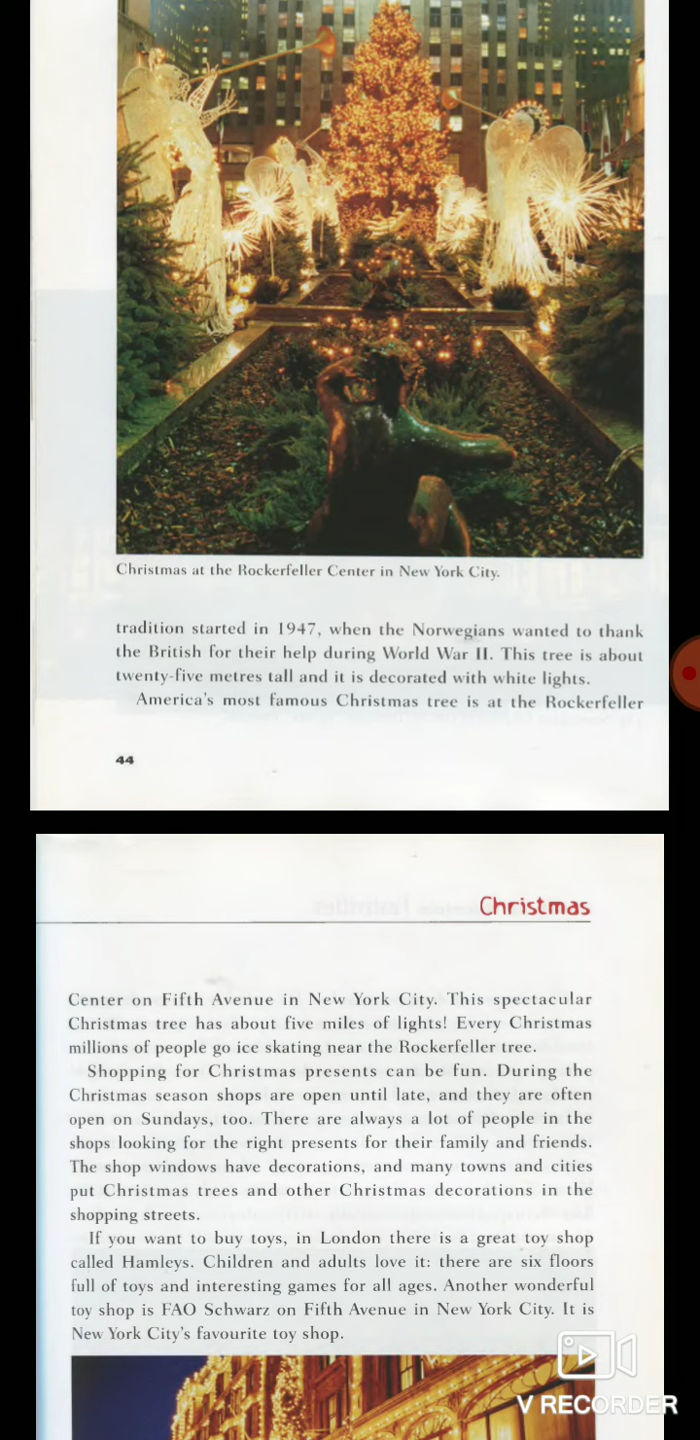 Christmas at the Rockerfeller Center in New York City.
tradition started in 1947, when the Norwegians wanted to thank
the British for their help during World War II. This tree is about
twenty-five metres tall and it is decorated with white lights.
America's most famous Christmas tree is at the Rockerfeller
44
Christmas
Center on Fifth Avenue in New York City. This spectacular
Christmas tree has about five miles of lights! Every Christmas
millions of people go ice skating near the Rockerfeller tree.
Shopping for Christmas presents can be fun. During the
Christmas season shops are open until late, and they are often
open on Sundays, too. There are always a lot of people in the
shops looking for the right presents for their family and friends.
The shop windows have decorations, and many towns and cities
put Christmas trees and other Christmas decorations in the
shopping streets.
If you want to buy toys, in London there is a great toy shop
called Hamleys. Children and adults love it: there are six floors
full of toys and interesting games for all ages. Another wonderful
toy shop is FAO Schwarz on Fifth Avenue in New York City. It is
New York City's favourite toy shop.
V RECORDER